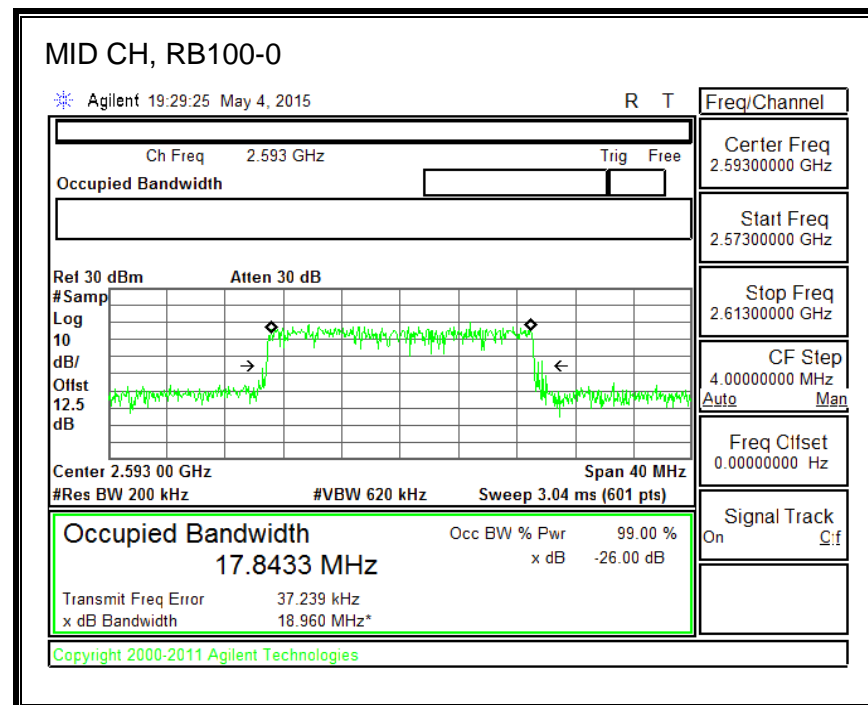 MID CH, RB100-0
Agilent 19:29:25 May 4, 2015 R T
Freq/Channel
Ch Freq 2.593 GHz Trig Free
Occupied Bandwidth
Center Freq
2.59300000 GHz
Start Freq
2.57300000 GHz
Stop Freq
2.61300000 GHz
CF Step
4.00000000 MHz
Auto Man
Freq Offset
0.00000000 Hz
Signal Track
On Off
Ref 30 dBm Atten 30 dB
#Samp
Log
10
dB/
Offst
12.5
dB
Center 2.593 00 GHz Span 40 MHz
#Res BW 200 kHz #VBW 620 kHz Sweep 3.04 ms (601 pts)
Occupied Bandwidth
17.8433 MHz
Occ BW % Pwr 99.00 %
x dB -26.00 dB
Transmit Freq Error 37.239 kHz
x dB Bandwidth 18.960 MHz*
Copyright 2000-2011 Agilent Technologies